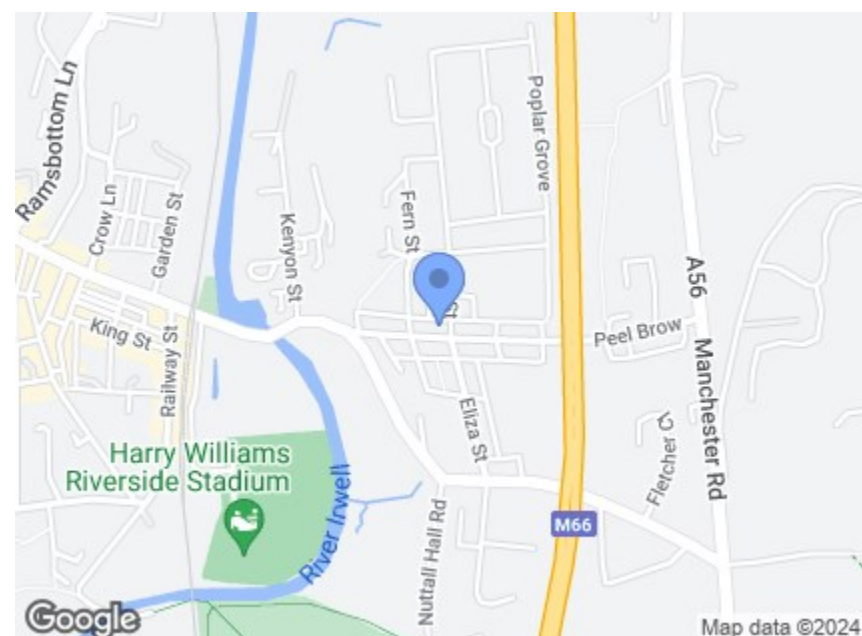 Ramsbottom Ln
Crow Ln
Garden St
Kenyon St
Fern St
Poplar Grove
King St
Railway St
St
Peel Brow
A56
Manchester Rd
Eliza St
Fletcher Cl
Harry Williams
Riverside Stadium
River Irwell
Nuttall Hall Rd
M66
Google
Map data ©2024